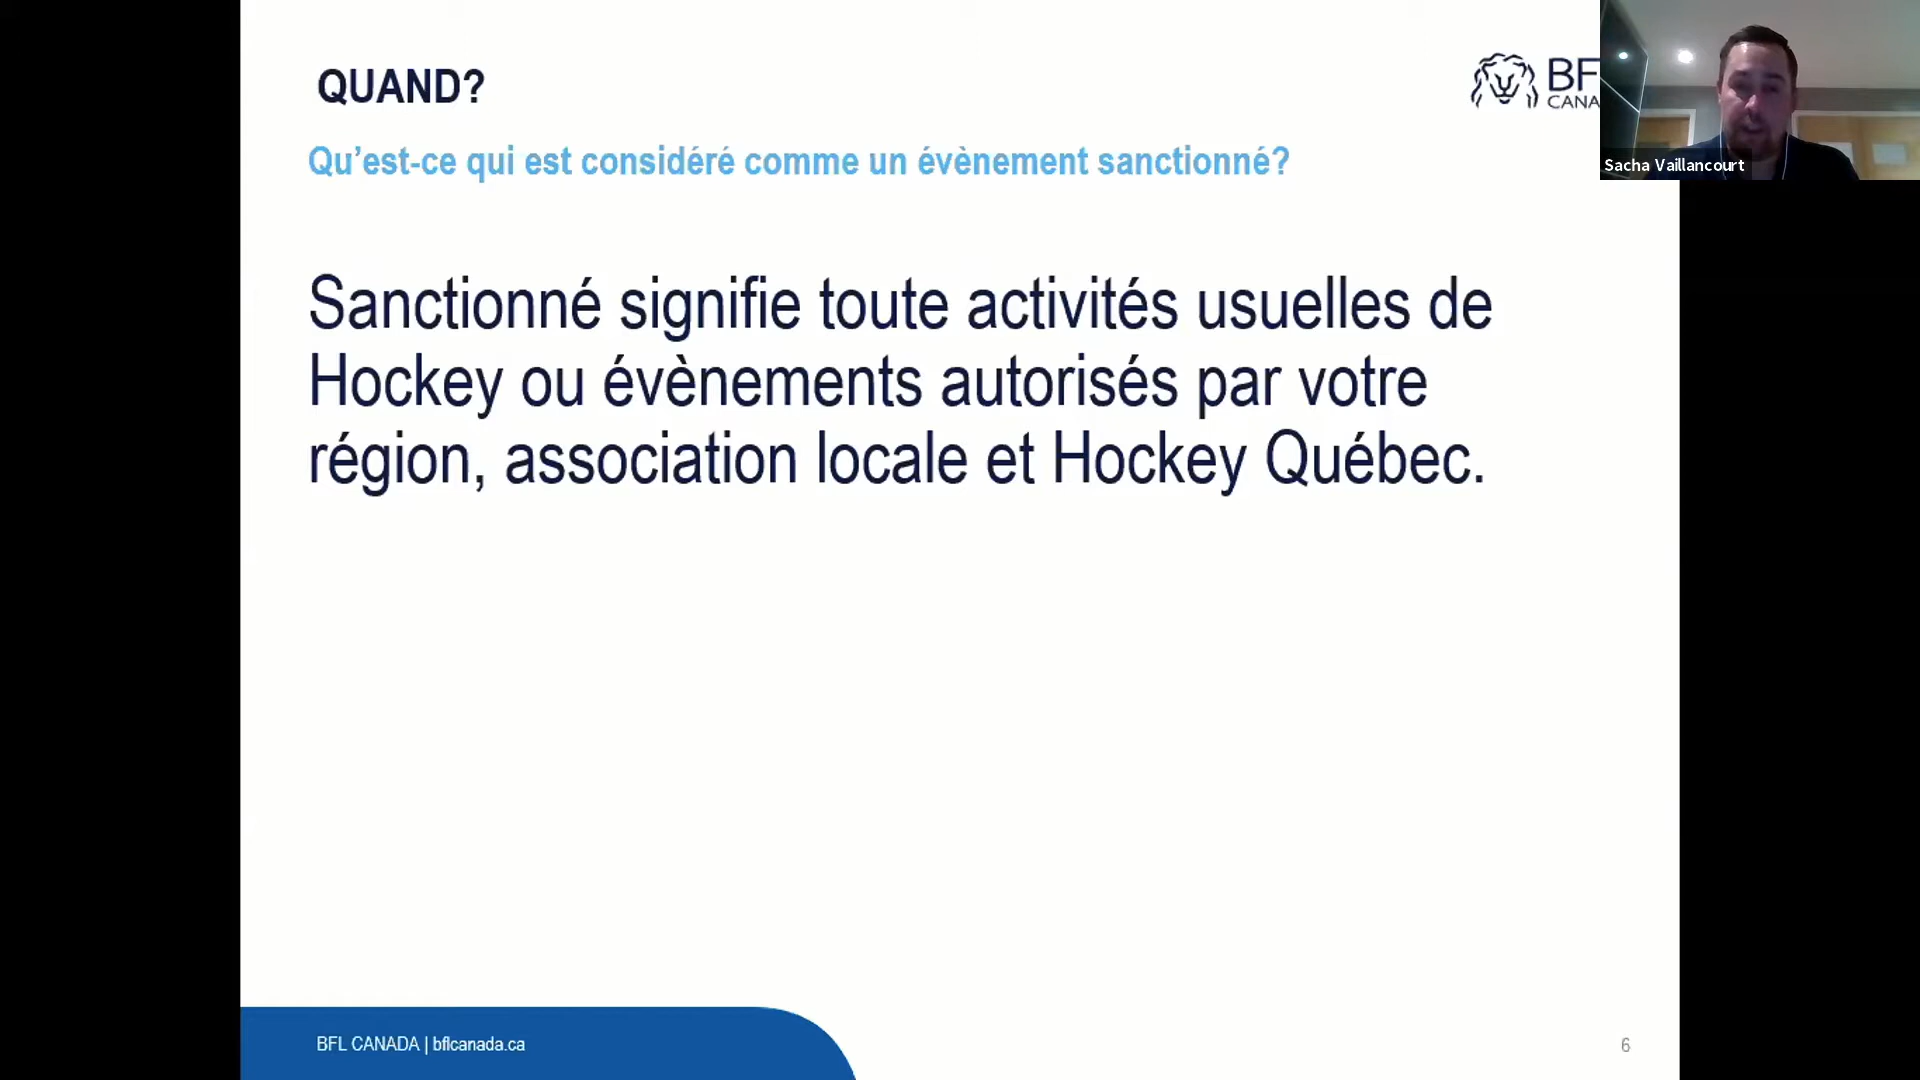 QUAND?
BF
CANA
Qu’est-ce qui est considéré comme un évènement sanctionné?
Sacha Vaillancourt
Sanctionné signifie toute activités usuelles de
Hockey ou évènements autorisés par votre
région, association locale et Hockey Québec.
BFL CANADA | bflcanada.ca
6